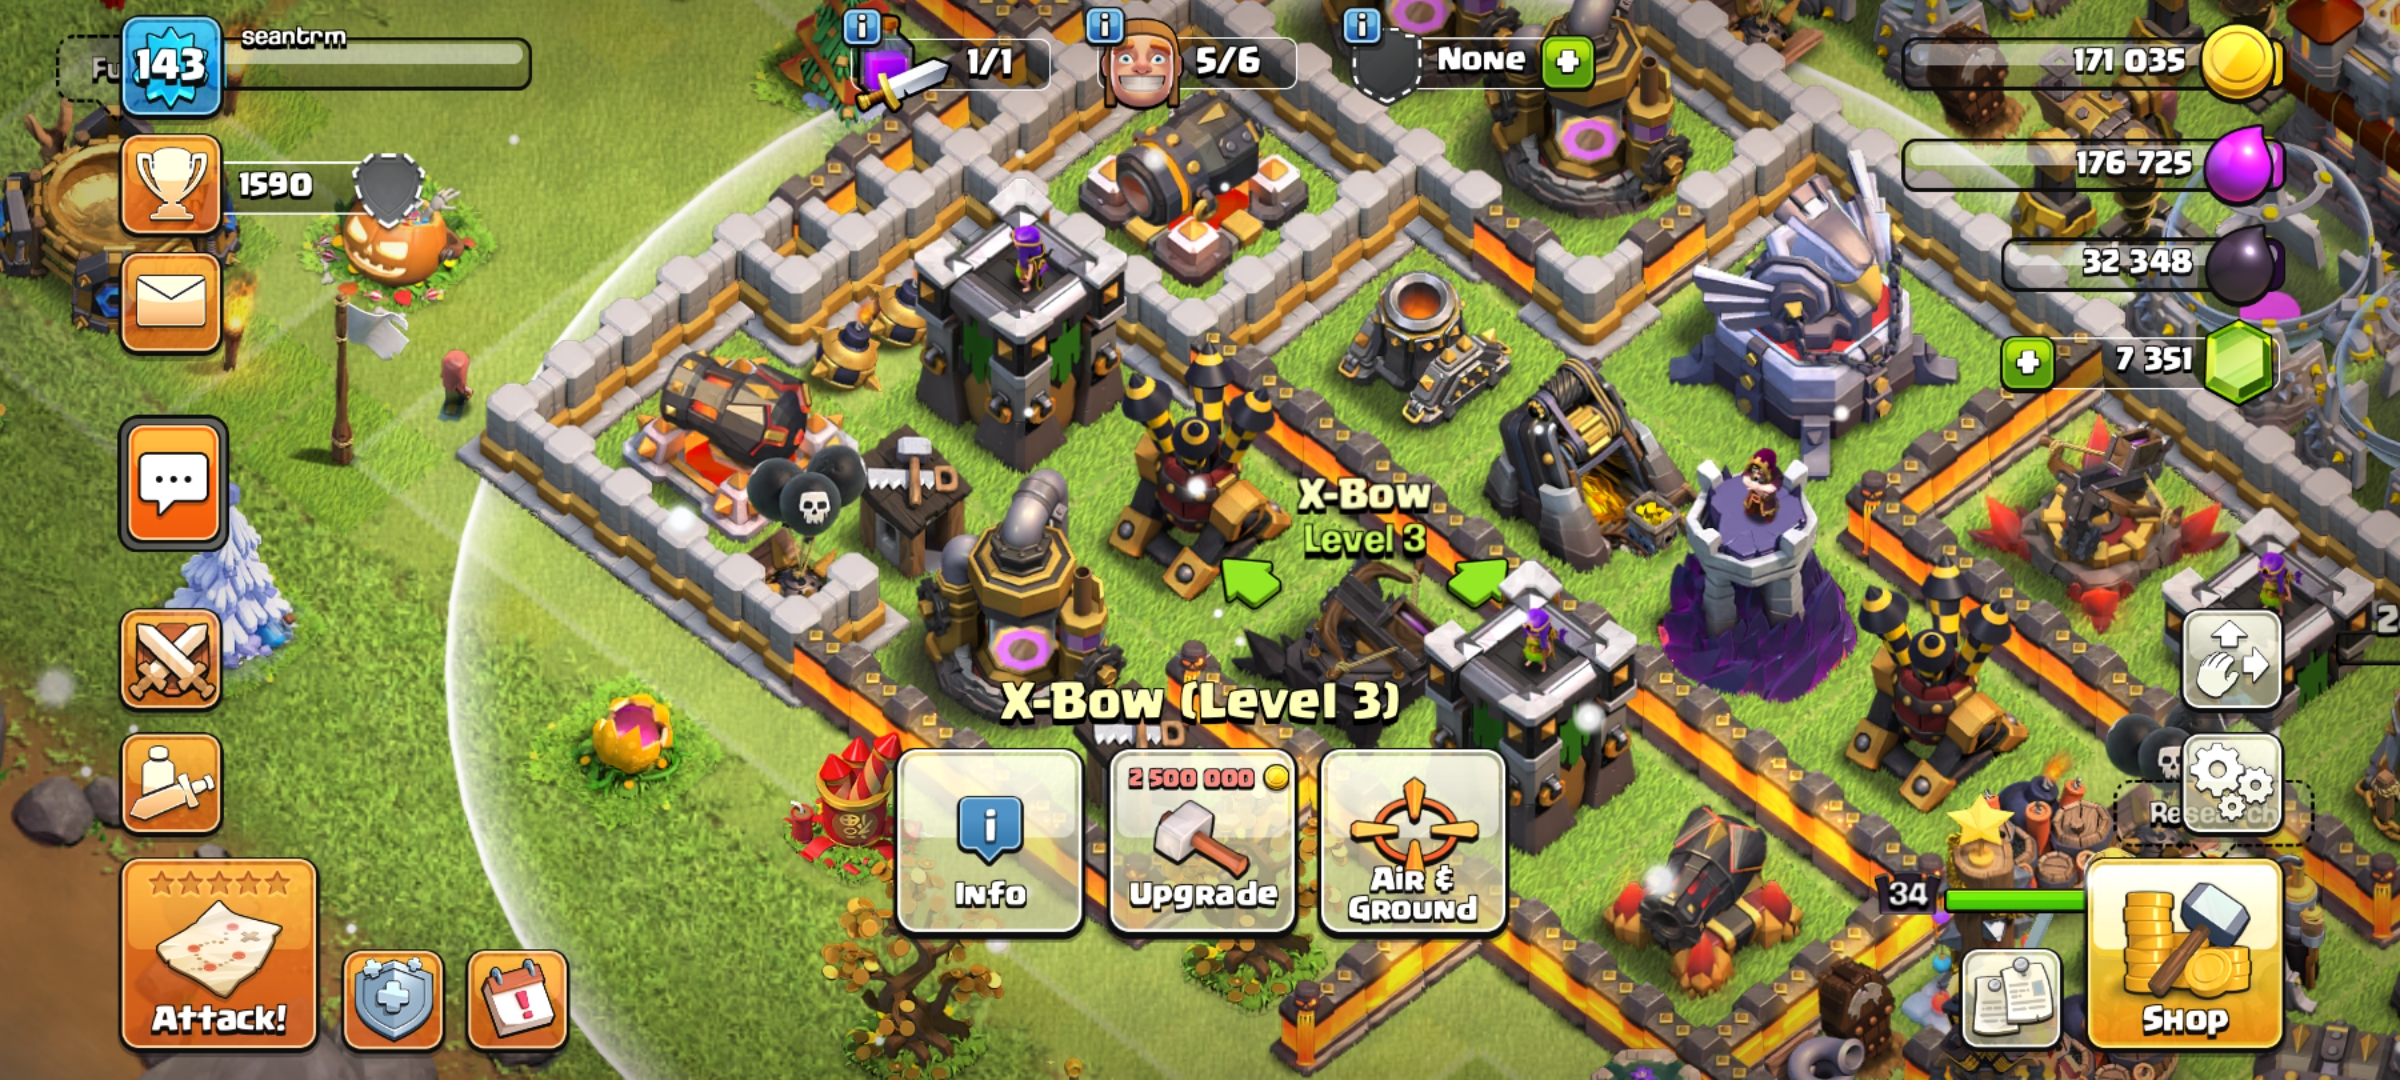 143
seantrm
1/1
5/6
None
171 035
1590
176 725
32 348
7 351
X-Bow
Level 3
X-Bow (Level 3)
2 500 000
Info
Upgrade
Air &
Ground
Research
34
Attack!
Shop